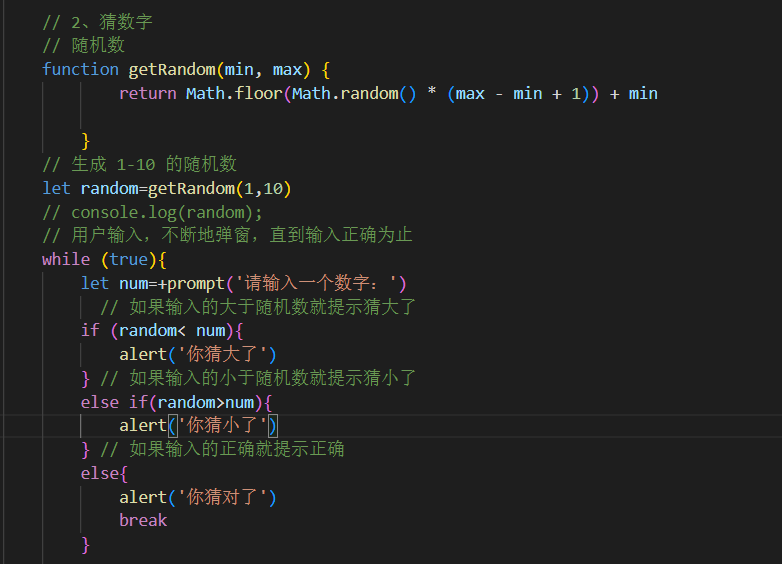 // 2、猜数字
// 随机数
function getRandom(min, max) {
return Math.floor(Math.random() * (max - min + 1)) + min
}
// 生成 1-10 的随机数
let random=getRandom(1,10)
// console.log(random);
// 用户输入，不断地弹窗，直到输入正确为止
while (true){
let num=+prompt('请输入一个数字：')
// 如果输入的大于随机数就提示猜大了
if (random< num){
alert('你猜大了')
} // 如果输入的小于随机数就提示猜小了
else if(random>num){
alert('你猜小了')
} // 如果输入的正确就提示正确
else{
alert('你猜对了')
break
}